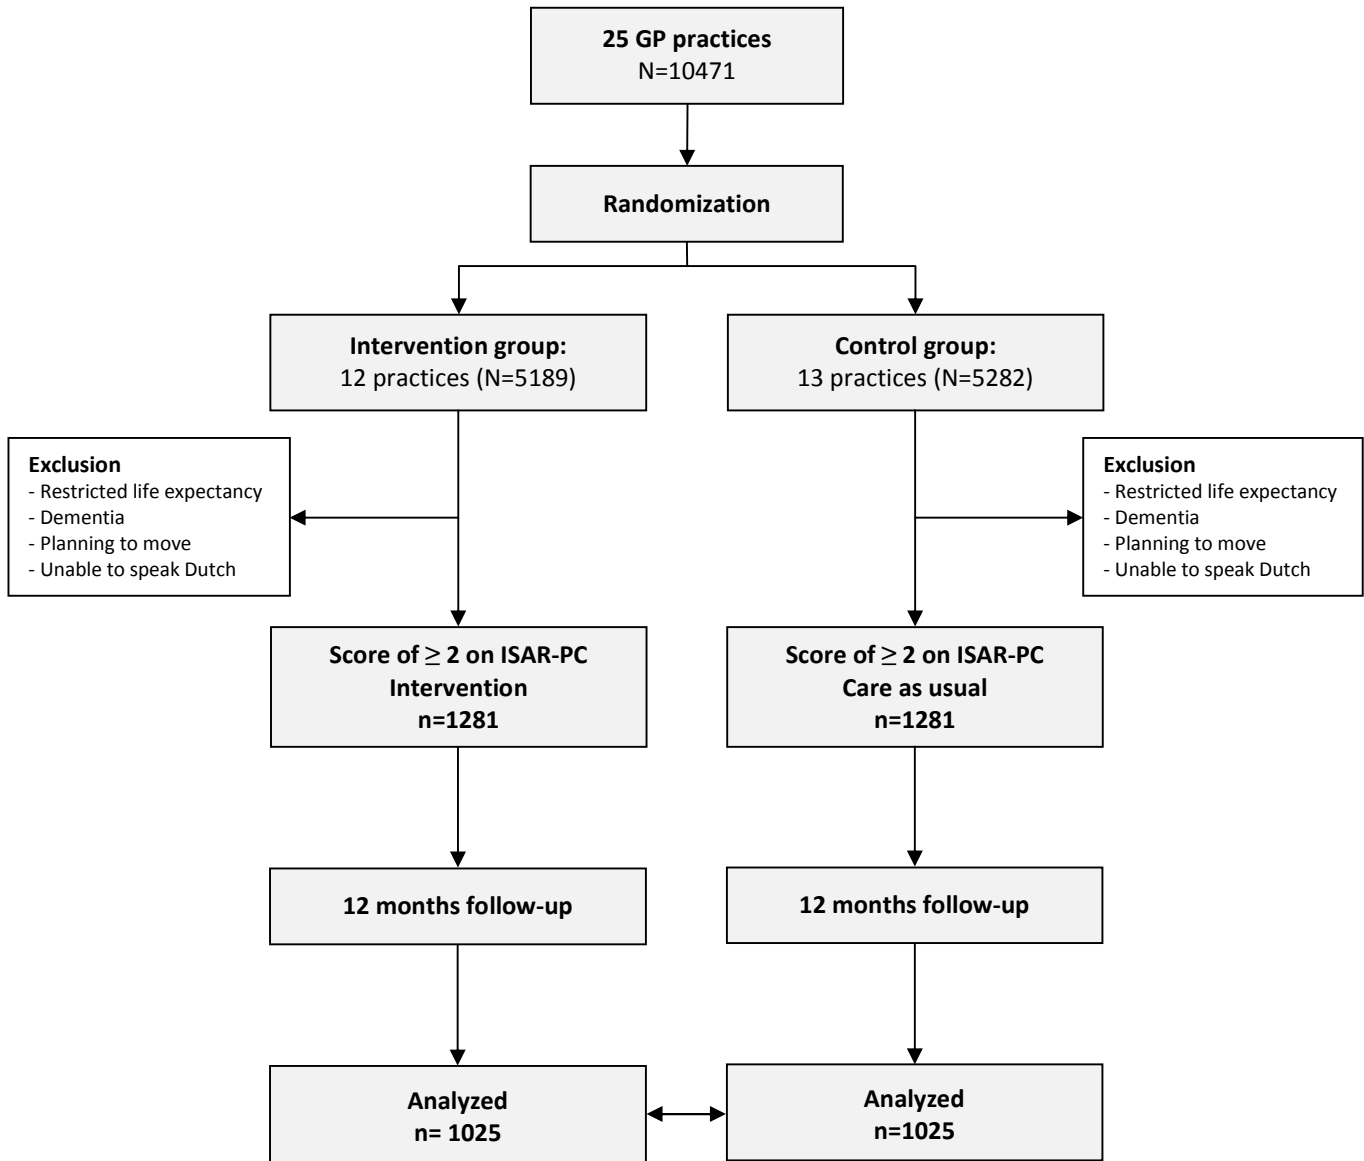 25 GP practices
N=10471
Randomization
Intervention group:
12 practices (N=5189)
Control group:
13 practices (N=5282)
Exclusion
- Restricted life expectancy
- Dementia
- Planning to move
- Unable to speak Dutch
Exclusion
- Restricted life expectancy
- Dementia
- Planning to move
- Unable to speak Dutch
Score of ≥ 2 on ISAR-PC
Intervention
n=1281
Score of ≥ 2 on ISAR-PC
Care as usual
n=1281
12 months follow-up
12 months follow-up
Analyzed
n= 1025
Analyzed
n=1025